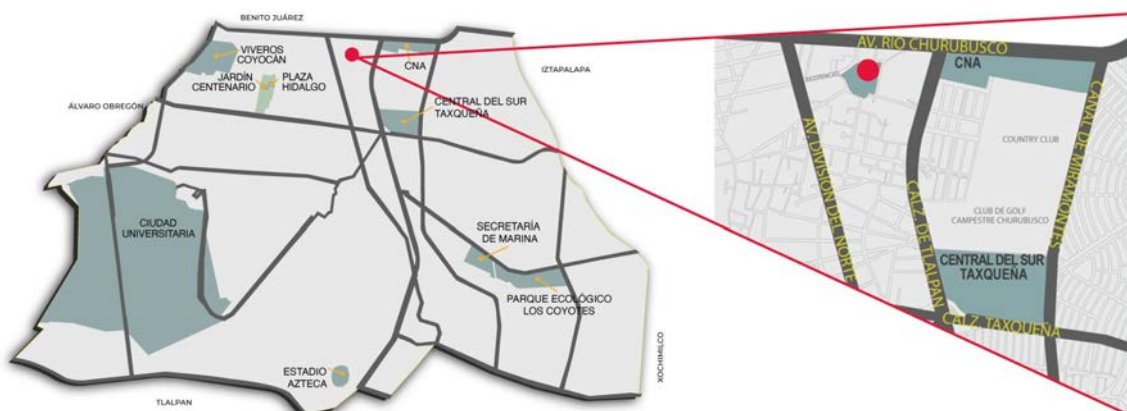 BENITO JUÁREZ
VIVEROS
COYOCÁN
JARDÍN
CENTENARIO
PLAZA
HIDALGO
CNA
IZTAPALAPA
ÁLVARO OBREGÓN
CENTRAL DEL SUR
TAXQUEÑA
CIUDAD
UNIVERSITARIA
SECRETARÍA
DE MARINA
PARQUE ECOLÓGICO
LOS COYOTES
ESTADIO
AZTECA
XOCHIMILCO
TLALPAN
AV. RIO CHURUBUSCO
CNA
CANAL DE MIRAMONTES
COUNTRY CLUB
AV. DIVISIÓN DEL NORTE
CALZ. DE TLALPAN
CLUB DE GOLF
CAMPESTRE CHURUBUSCO
CENTRAL DEL SUR
TAXQUEÑA
CALZ. TAXQUEÑA